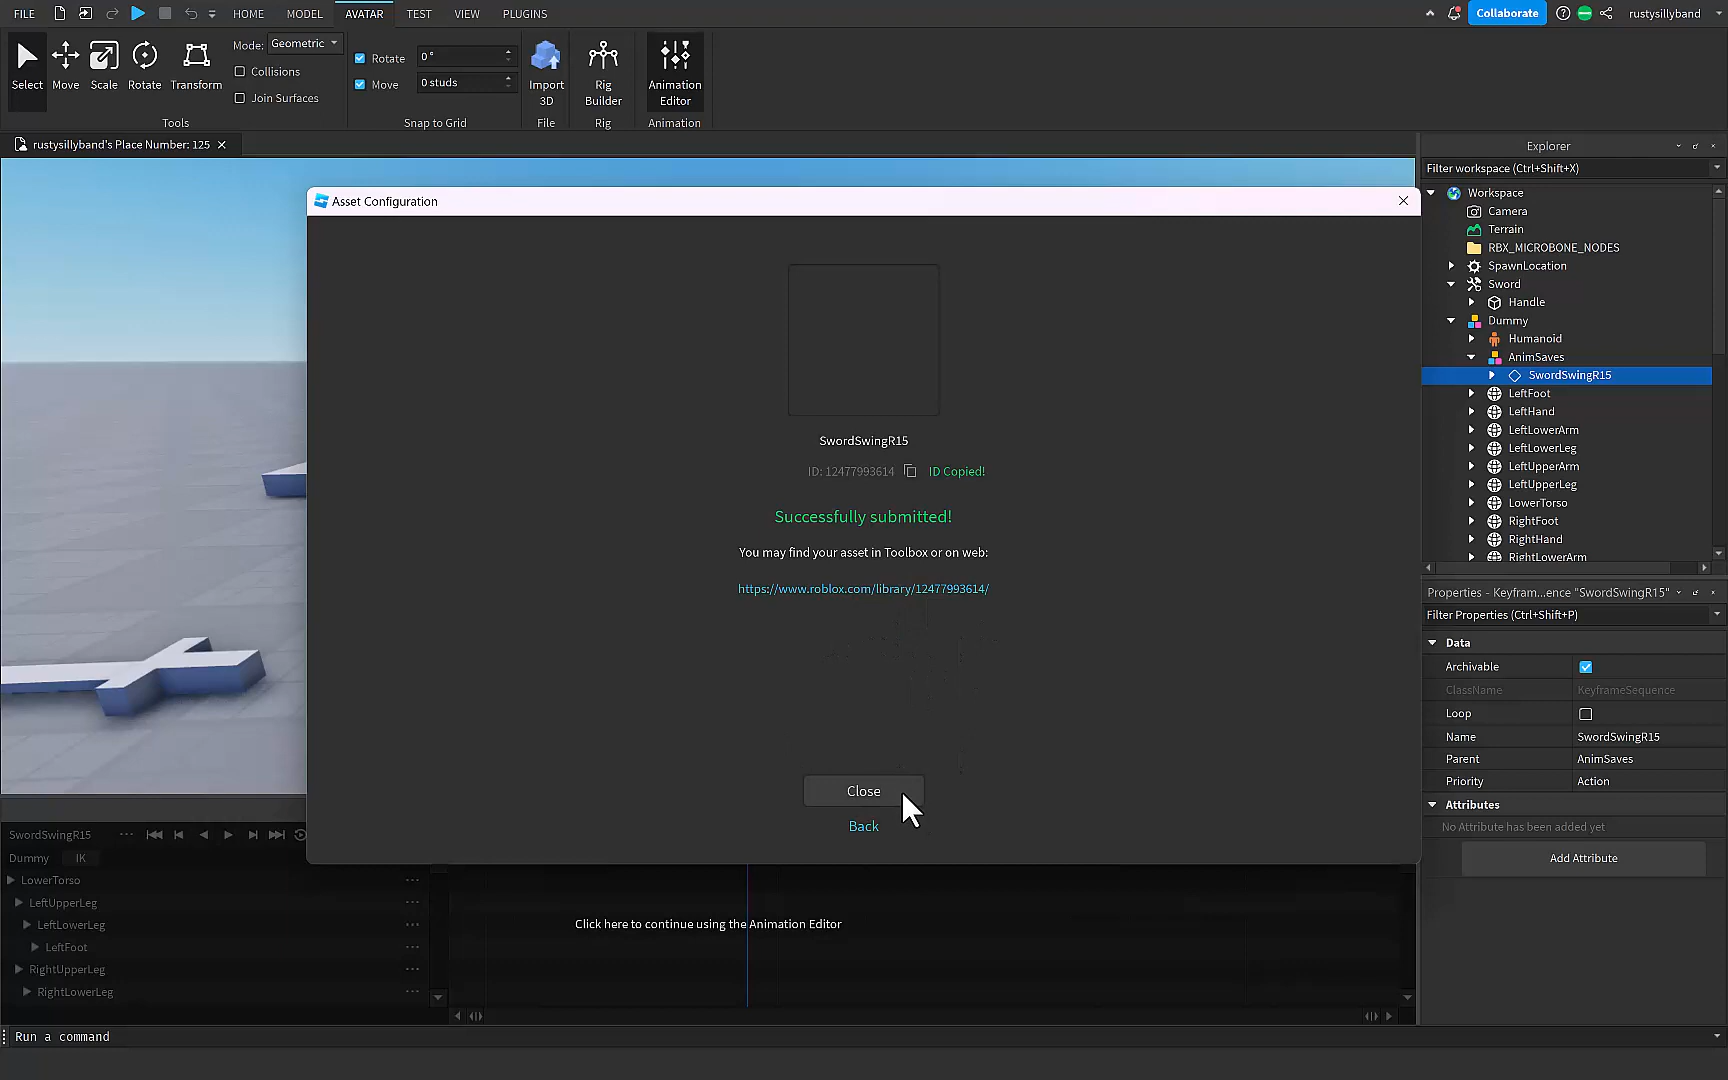 FILE
HOME
MODEL
AVATAR
TEST
VIEW
PLUGINS
Collaborate
rustysillyband
Select
Move
Scale
Rotate
Transform
Mode:
Geometric
Collisions
Join Surfaces
Tools
Rotate
0 °
Move
0 studs
Snap to Grid
Import
3D
File
Rig
Builder
Rig
Animation
Editor
Animation
rustysillyband's Place Number: 125
Asset Configuration
SwordSwingR15
ID: 12477993614
ID Copied!
Successfully submitted!
You may find your asset in Toolbox or on web:
https://www.roblox.com/library/12477993614/
Close
Back
Explorer
Filter workspace (Ctrl+Shift+X)
Workspace
Camera
Terrain
RBX_MICROBONE_NODES
SpawnLocation
Sword
Handle
Dummy
Humanoid
AnimSaves
SwordSwingR15
LeftFoot
LeftHand
LeftLowerArm
LeftLowerLeg
LeftUpperArm
LeftUpperLeg
LowerTorso
RightFoot
RightHand
RightLowerArm
Properties - Keyfram...ence "SwordSwingR15"
Filter Properties (Ctrl+Shift+P)
Data
Archivable
ClassName KeyframeSequence
Loop
Name SwordSwingR15
Parent AnimSaves
Priority Action
Attributes
No Attribute has been added yet
Add Attribute
SwordSwingR15
Dummy IK
LowerTorso
LeftUpperLeg
LeftLowerLeg
LeftFoot
RightUpperLeg
RightLowerLeg
Click here to continue using the Animation Editor
Run a command